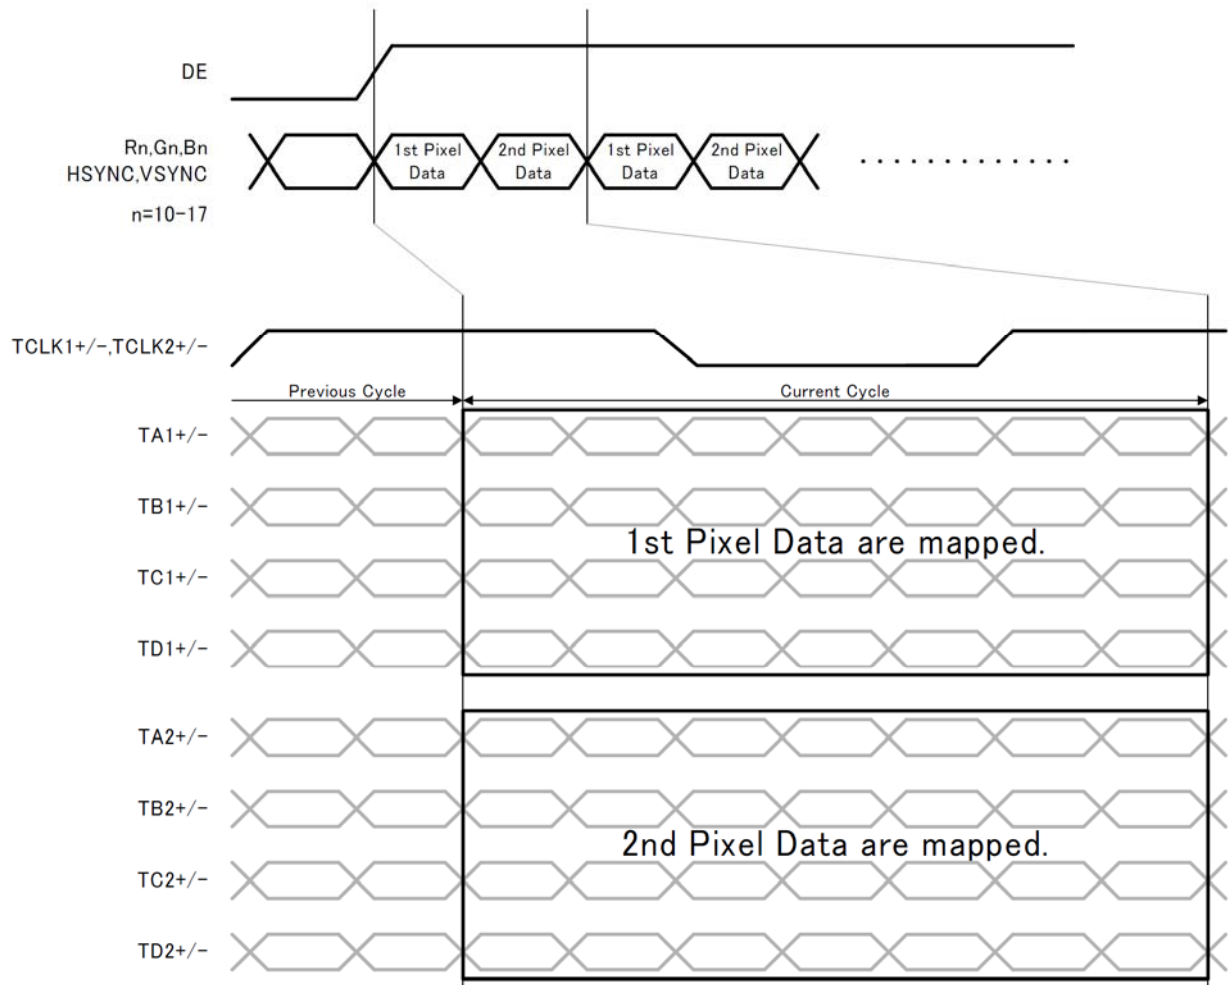 DE
Rn,Gn,Bn
HSYNC,VSYNC
n=10-17
1st Pixel
Data
2nd Pixel
Data
1st Pixel
Data
2nd Pixel
Data
TCLK1+/-,TCLK2+/-
Previous Cycle
Current Cycle
TA1+/-
TB1+/-
1st Pixel Data are mapped.
TC1+/-
TD1+/-
TA2+/-
TB2+/-
2nd Pixel Data are mapped.
TC2+/-
TD2+/-